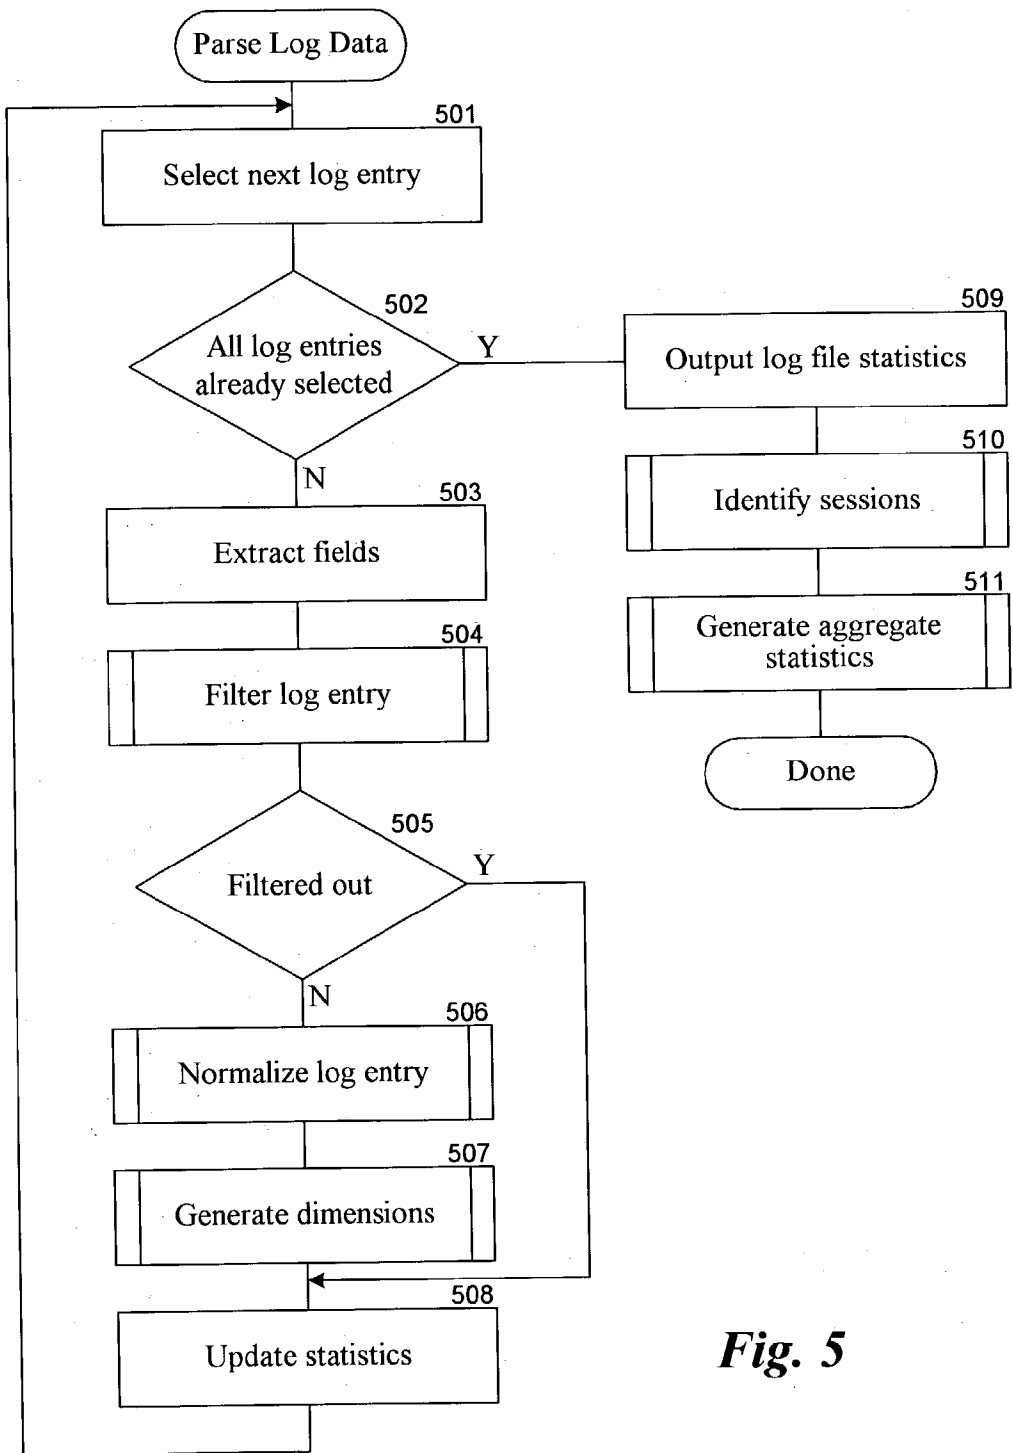 Parse Log Data
501
Select next log entry
502
All log entries
already selected
Y
N
503
Extract fields
504
Filter log entry
505
Filtered out
Y
N
506
Normalize log entry
507
Generate dimensions
508
Update statistics
509
Output log file statistics
510
Identify sessions
511
Generate aggregate
statistics
Done
Fig. 5